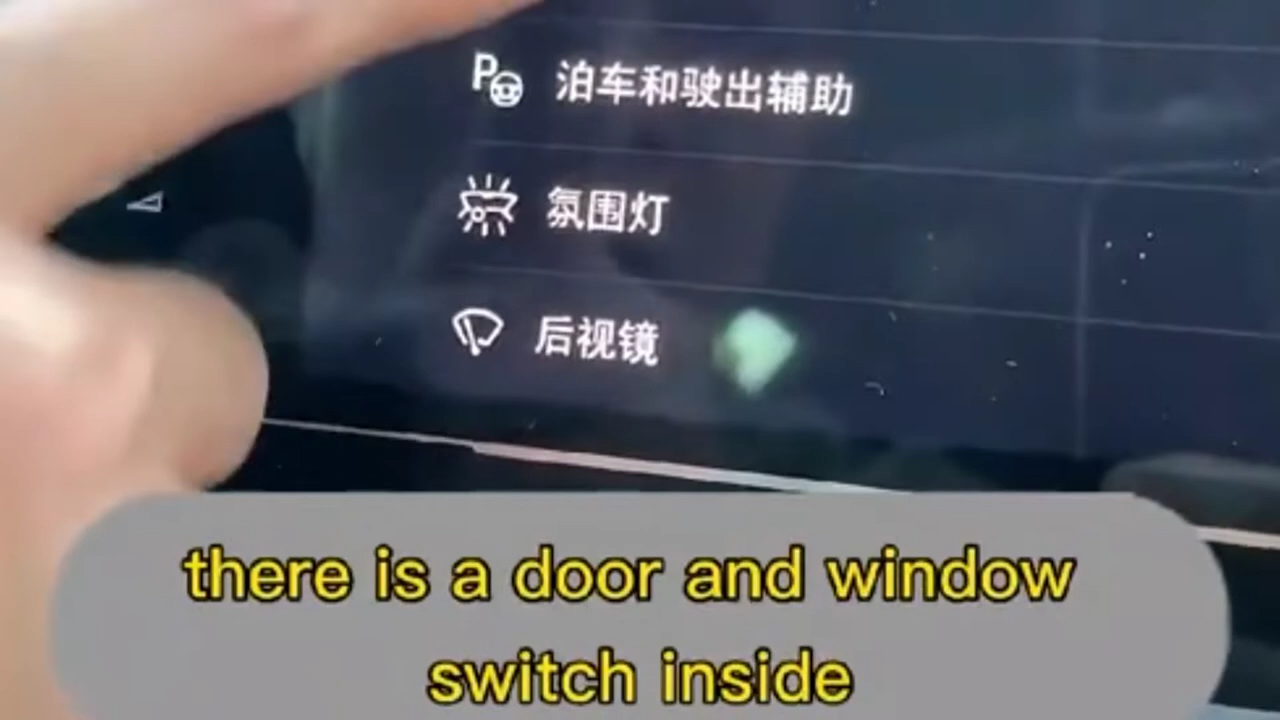 泊车和驶出辅助
氛围灯
后视镜
there is a door and window
switch inside